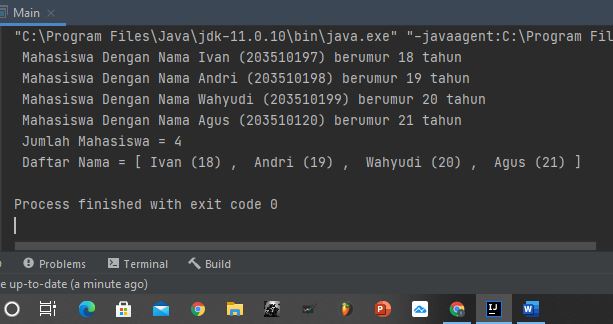 Main
"C:\Program Files\Java\jdk-11.0.10\bin\java.exe" "-javaagent:C:\Program Fil
Mahasiswa Dengan Nama Ivan (203510197) berumur 18 tahun
Mahasiswa Dengan Nama Andri (203510198) berumur 19 tahun
Mahasiswa Dengan Nama Wahyudi (203510199) berumur 20 tahun
Mahasiswa Dengan Nama Agus (203510120) berumur 21 tahun
Jumlah Mahasiswa = 4
Daftar Nama = [ Ivan (18) ,  Andri (19) ,  Wahyudi (20) ,  Agus (21) ]
Process finished with exit code 0
Problems Terminal Build
e up-to-date (a minute ago)